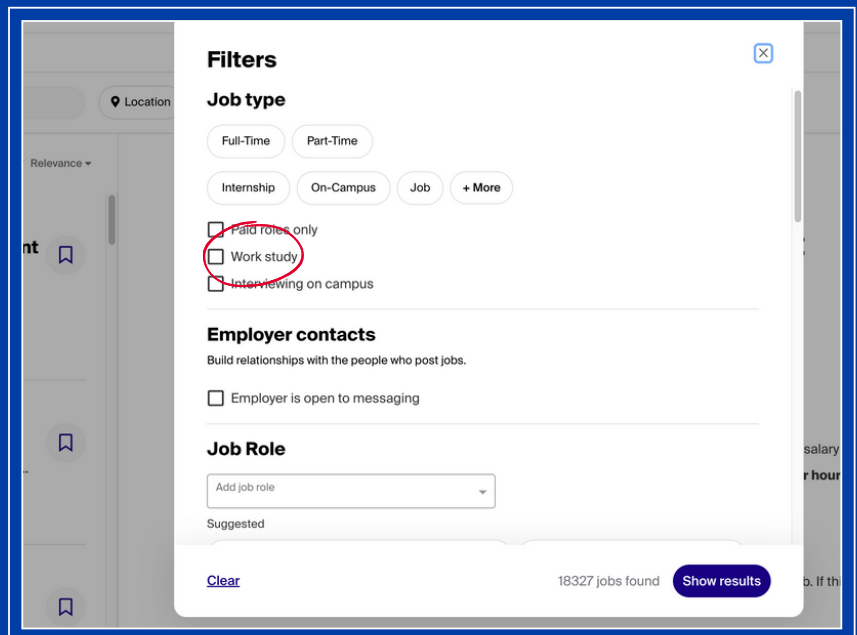 Filters
Job type
Location
Full-Time
Part-Time
Relevance
Internship
On-Campus
Job
+ More
Paid roles only
nt
Work study
Interviewing on campus
Employer contacts
Build relationships with the people who post jobs.
Employer is open to messaging
Job Role
salary
r hour
Add job role
Suggested
Clear
18327 jobs found
Show results
b. If thi